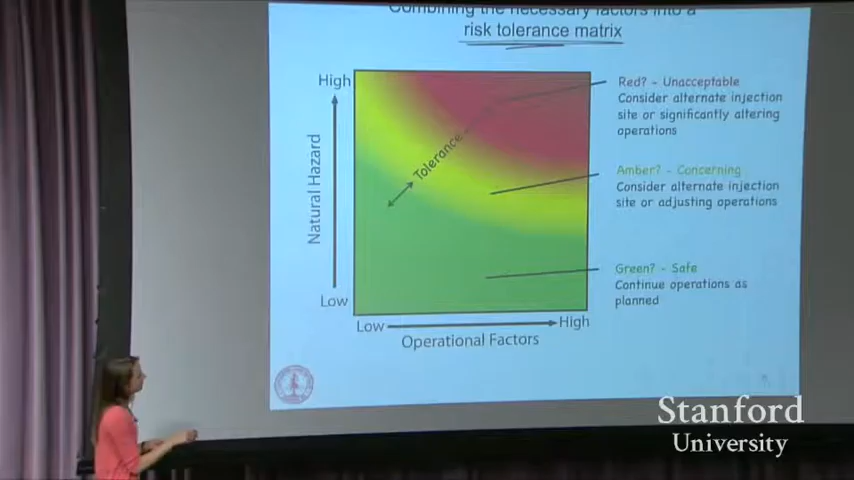 Combining the necessary factors into a
risk tolerance matrix
High
Natural Hazard
Low
Tolerance
Low
High
Operational Factors
Red? - Unacceptable
Consider alternate injection
site or significantly altering
operations
Amber? - Concerning
Consider alternate injection
site or adjusting operations
Green? - Safe
Continue operations as
planned
Stanford
University